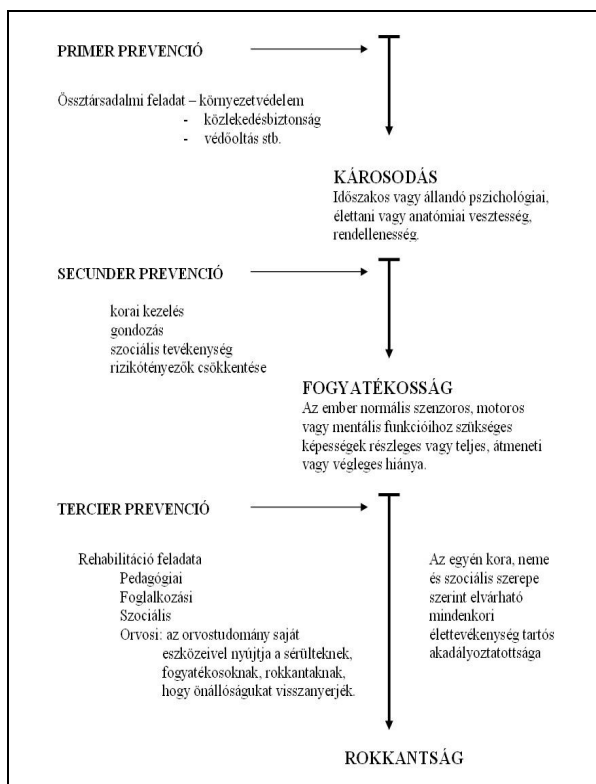 PRIMER PREVENCIÓ
Össztársadalmi feladat – környezetvédelem
- közlekedésbiztonság
- védőoltás stb.
KÁROSODÁS
Időszakos vagy állandó pszichológiai,
élettani vagy anatómiai vesztesség,
rendellenesség.
SECUNDER PREVENCIÓ
korai kezelés
gondozás
szociális tevékenység
rizikótényezők csökkentése
FOGYATÉKOSSÁG
Az ember normális szenzoros, motoros
vagy mentális funkcióihoz szükséges
képességek részleges vagy teljes, átmeneti
vagy végleges hiánya.
TERCIER PREVENCIÓ
Rehabilitáció feladata
Pedagógiai
Foglalkozási
Szociális
Orvosi: az orvostudomány saját
eszközeivel nyújtja a sérülteknek,
fogyatékosoknak, rokkantaknak,
hogy önállóságukat visszanyerjék.
Az egyén kora, neme
és szociális szerepe
szerint elvárható
mindenkori
élettevékenység tartós
akadályoztatottsága
ROKKANTSÁG